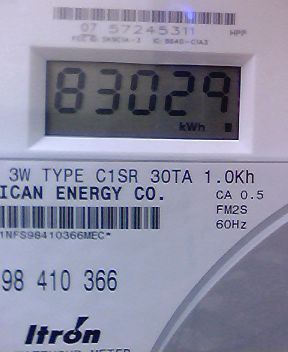 07 57245311 WPP
83029
kWh
3W TYPE C1SR 30TA 1.0Kh
ICAN ENERGY CO. CA 0.5
FM2S
60Hz
1NFS98410366MEC*
98 410 366
Itron